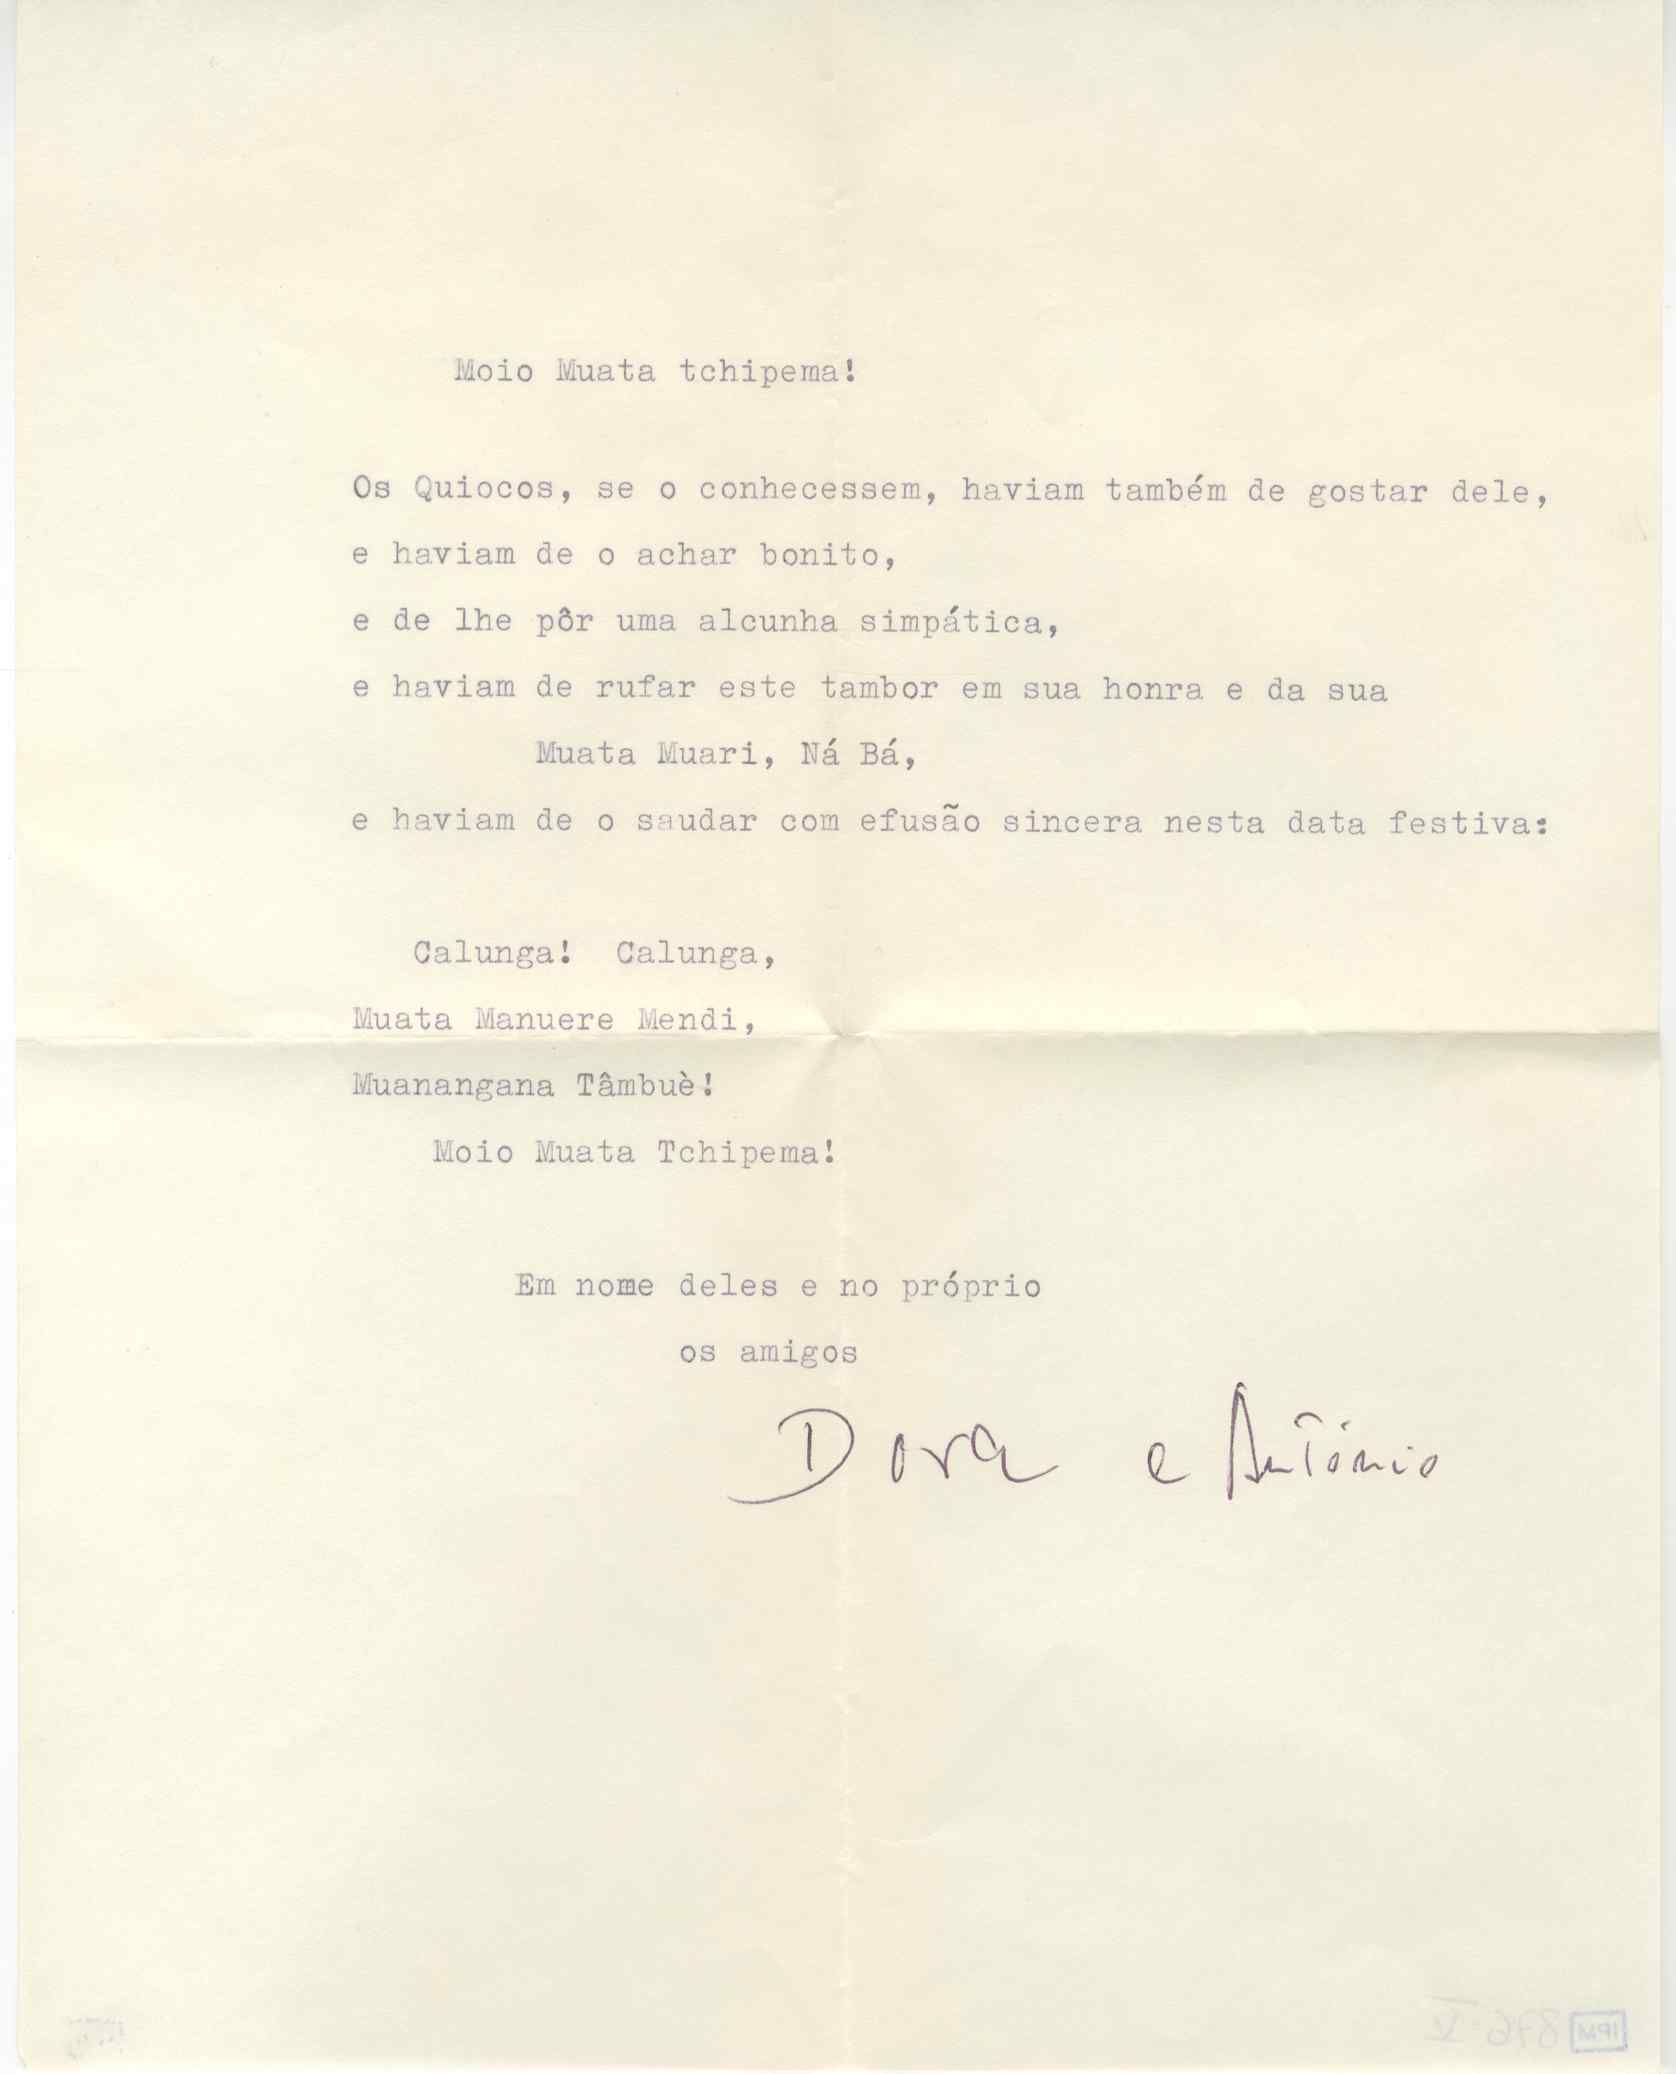 Moio Muata tchipema!
Os Quiocos, se o conhecessem, haviam também de gostar dele,
e haviam de o achar bonito,
e de lhe pôr uma alcunha simpática,
e haviam de rufar este tambor em sua honra e da sua
Muata Muari, Ná Bá,
e haviam de o saudar com efusão sincera nesta data festiva:
Calunga! Calunga,
Muata Manuere Mendi,
Muanangana Tâmbuè!
Moio Muata Tchipema!
Em nome deles e no próprio
os amigos
Dora e António
IPM 876 V